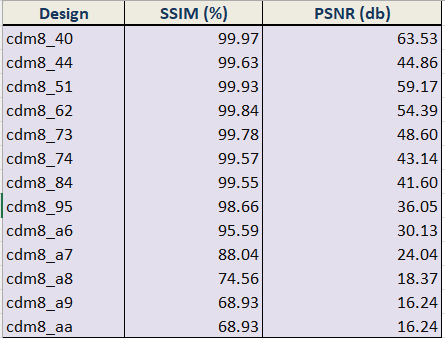 Design SSIM (%) PSNR (db)
cdm8_40 99.97 63.53
cdm8_44 99.63 44.86
cdm8_51 99.93 59.17
cdm8_62 99.84 54.39
cdm8_73 99.78 48.60
cdm8_74 99.57 43.14
cdm8_84 99.55 41.60
cdm8_95 98.66 36.05
cdm8_a6 95.59 30.13
cdm8_a7 88.04 24.04
cdm8_a8 74.56 18.37
cdm8_a9 68.93 16.24
cdm8_aa 68.93 16.24